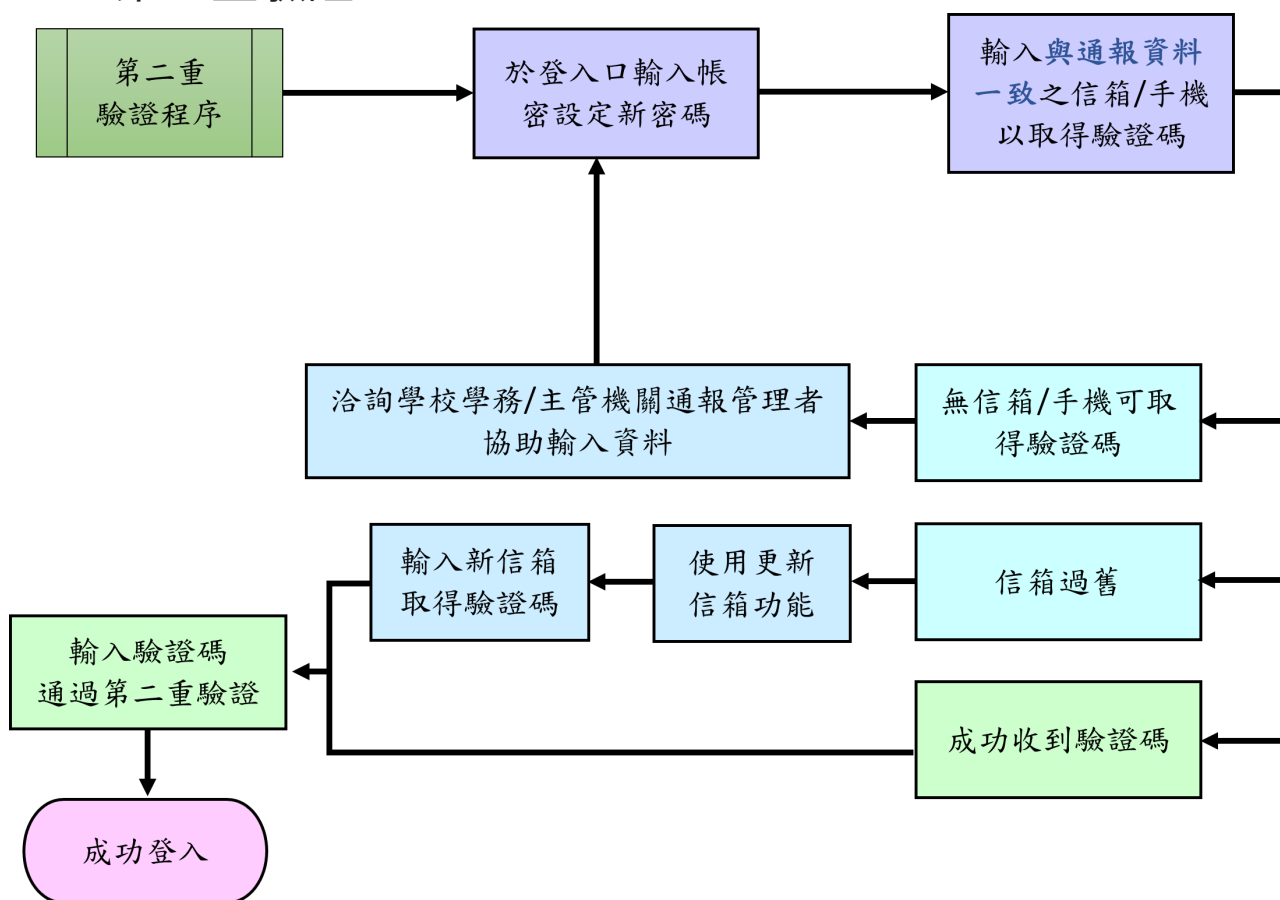 第二重
驗證程序
於登入口輸入帳
密設定新密碼
輸入與通報資料
一致之信箱/手機
以取得驗證碼
洽詢學校學務/主管機關通報管理者
協助輸入資料
無信箱/手機可取
得驗證碼
輸入新信箱
取得驗證碼
使用更新
信箱功能
信箱過舊
輸入驗證碼
通過第二重驗證
成功收到驗證碼
成功登入